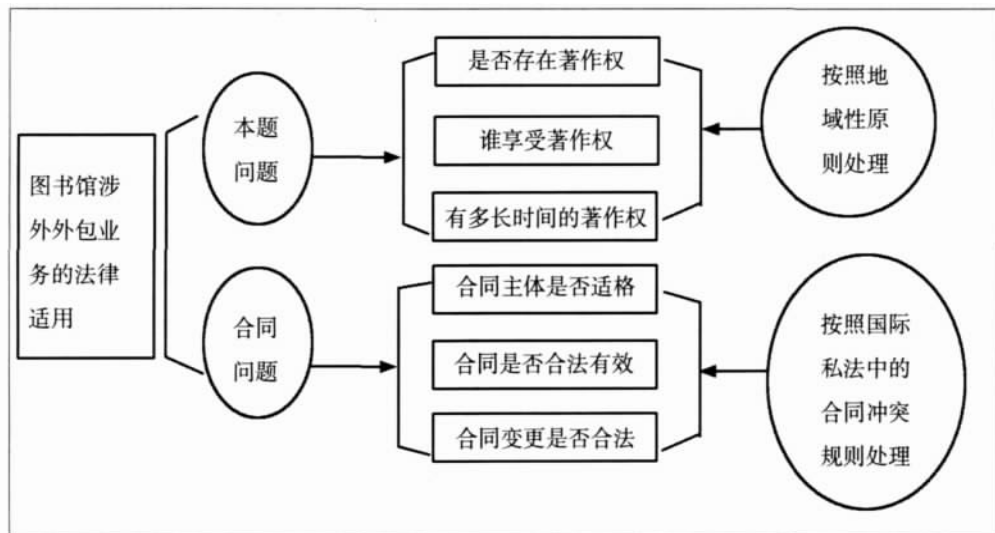 图书馆涉
外外包业
务的法律
适用
本题
问题
是否存在著作权
谁享受著作权
有多长时间的著作权
按照地
域性原
则处理
合同
问题
合同主体是否适格
合同是否合法有效
合同变更是否合法
按照国际
私法中的
合同冲突
规则处理